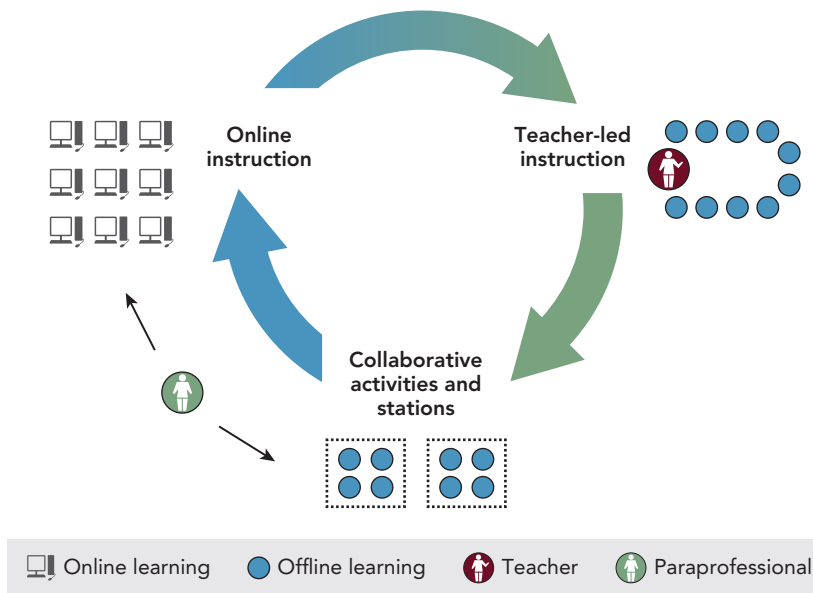 Online
instruction
Teacher-led
instruction
Collaborative
activities and
stations
Online learning
Offline learning
Teacher
Paraprofessional